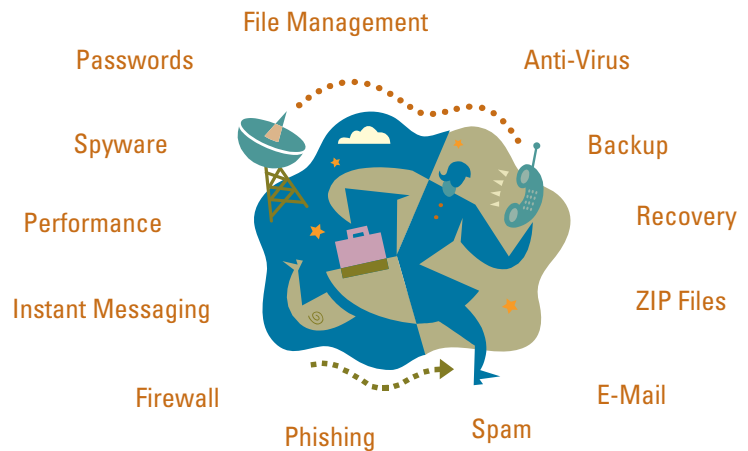 File Management
Passwords
Anti-Virus
Spyware
Backup
Performance
Recovery
Instant Messaging
ZIP Files
Firewall
E-Mail
Phishing
Spam